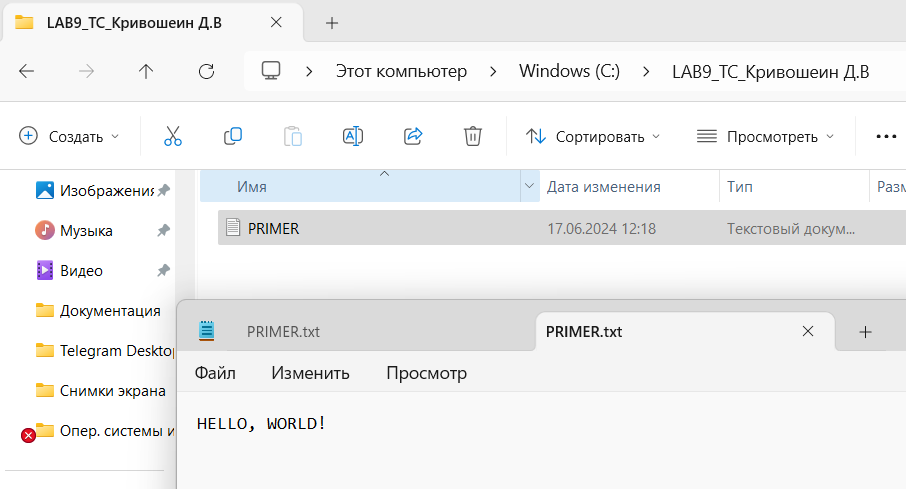 LAB9_TC_Кривошеин Д.В
Этот компьютер Windows (C:) LAB9_TC_Кривошеин Д.В
Создать Сортировать Просмотреть
Имя Дата изменения Тип Разм
PRIMER 17.06.2024 12:18 Текстовый докум...
Изображения
Музыка
Видео
Документация
Telegram Desktop
Снимки экрана
Опер. системы и
PRIMER.txt PRIMER.txt
Файл Изменить Просмотр
HELLO, WORLD!